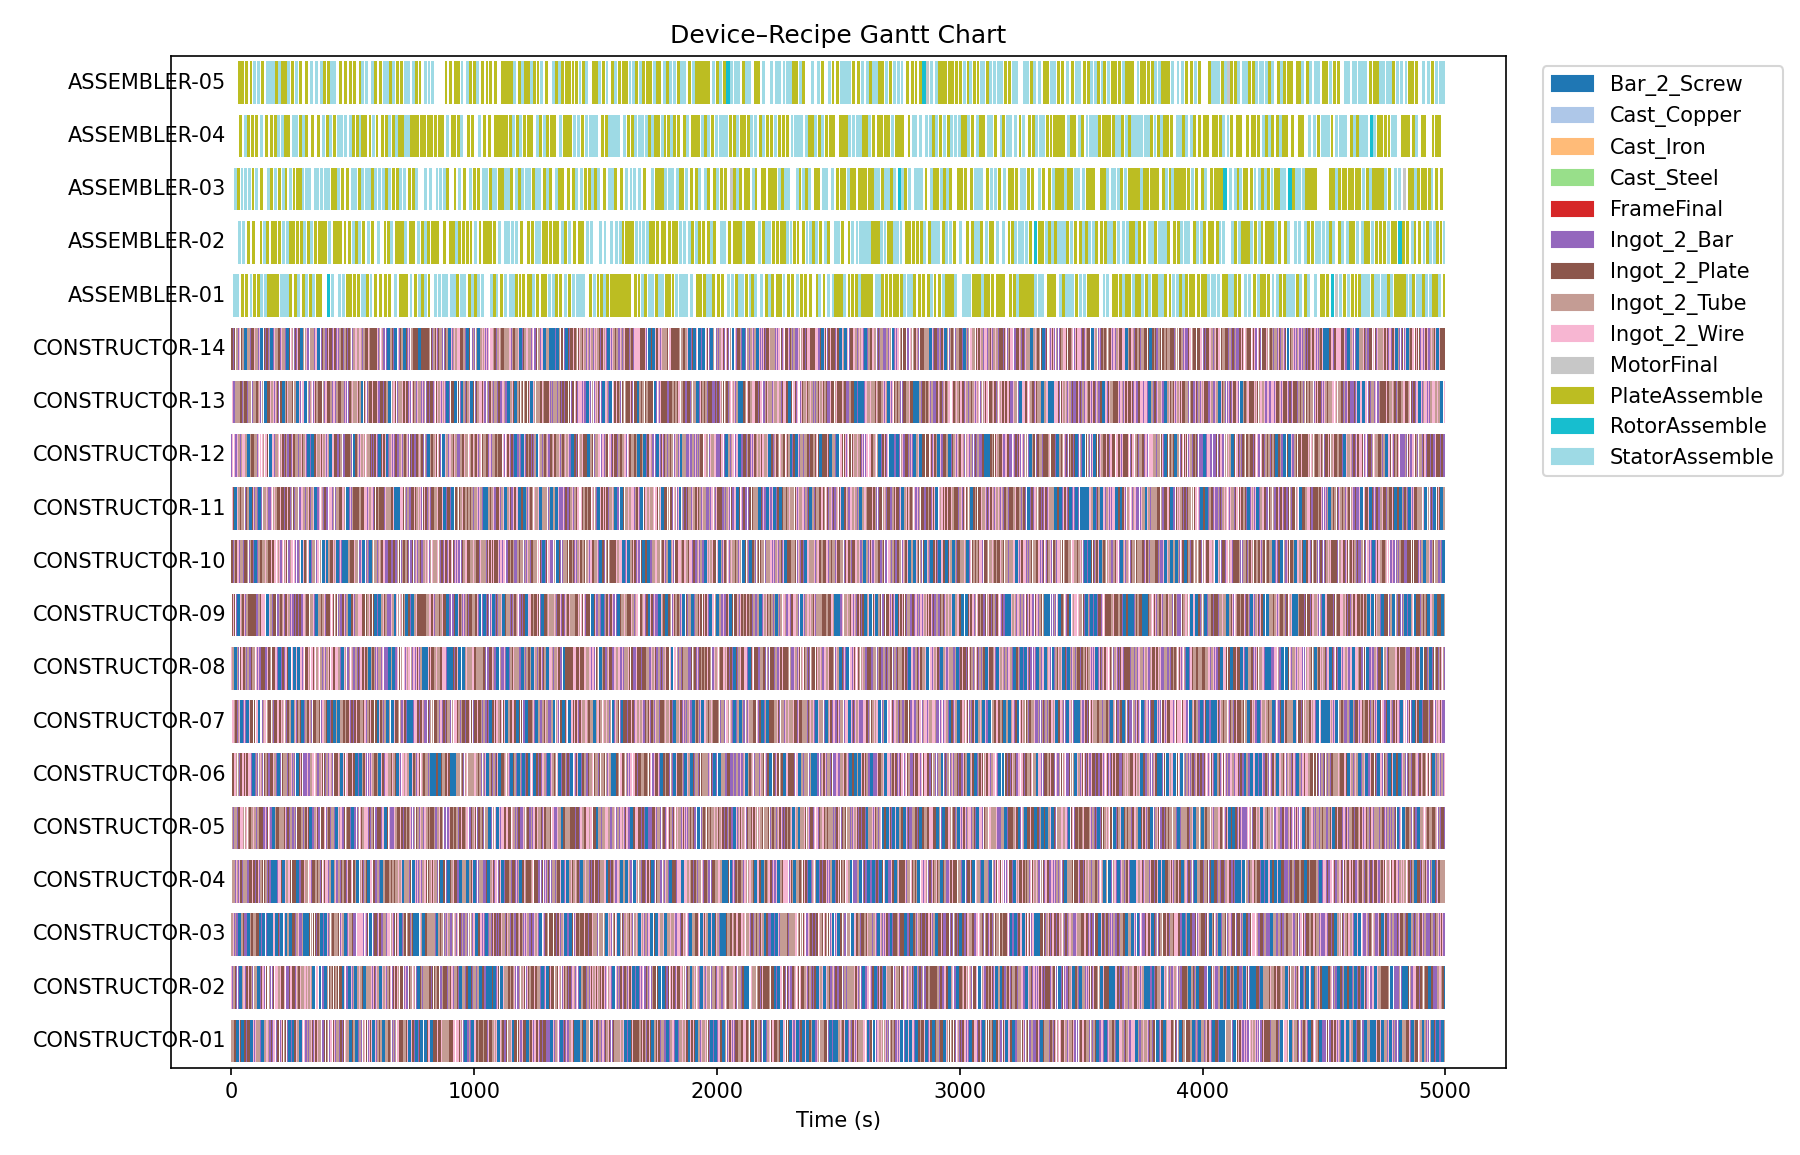 Device–Recipe Gantt Chart
ASSEMBLER-05
ASSEMBLER-04
ASSEMBLER-03
ASSEMBLER-02
ASSEMBLER-01
CONSTRUCTOR-14
CONSTRUCTOR-13
CONSTRUCTOR-12
CONSTRUCTOR-11
CONSTRUCTOR-10
CONSTRUCTOR-09
CONSTRUCTOR-08
CONSTRUCTOR-07
CONSTRUCTOR-06
CONSTRUCTOR-05
CONSTRUCTOR-04
CONSTRUCTOR-03
CONSTRUCTOR-02
CONSTRUCTOR-01
0 1000 2000 3000 4000 5000
Time (s)
Bar_2_Screw
Cast_Copper
Cast_Iron
Cast_Steel
FrameFinal
Ingot_2_Bar
Ingot_2_Plate
Ingot_2_Tube
Ingot_2_Wire
MotorFinal
PlateAssemble
RotorAssemble
StatorAssemble